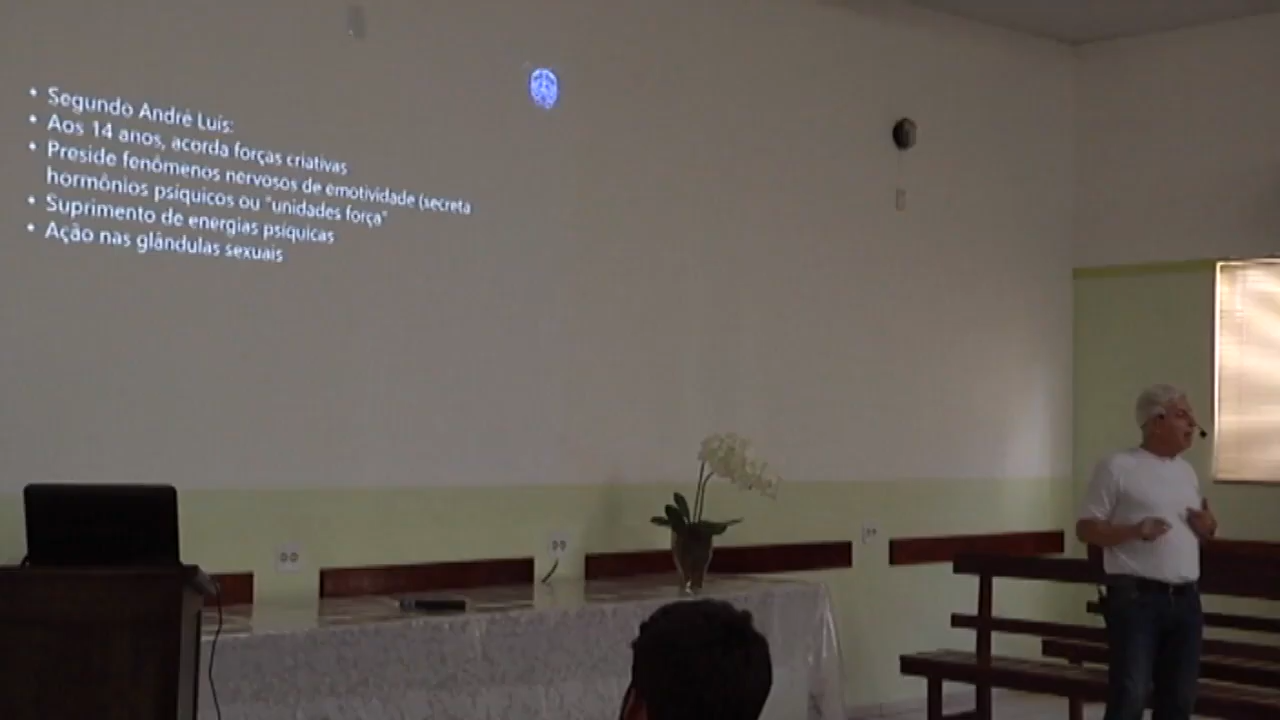 • Segundo André Luis:
• Aos 14 anos, acorda forças criativas
• Preside fenômenos nervosos de emotividade (secreta
hormônios psíquicos ou "unidades força"
• Suprimento de energias psíquicas
• Ação nas glândulas sexuais